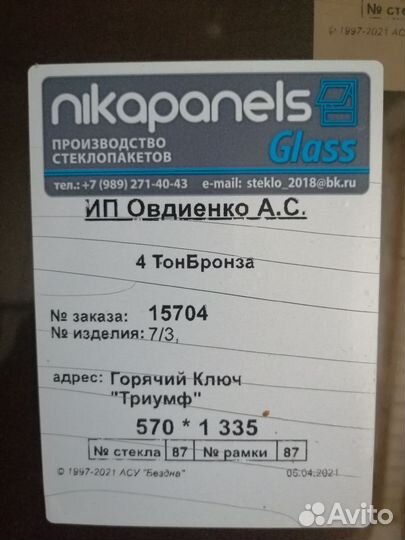 № стекла
© 1997-2021 АСУ
nikapanels
ПРОИЗВОДСТВО
СТЕКЛОПАКЕТОВ
Glass
тел.: +7 (989) 271-40-43 e-mail: steklo_2018@bk.ru
ИП Овдиенко А.С.
4 ТонБронза
№ заказа: 15704
№ изделия: 7/3,
адрес: Горячий Ключ
"Триумф"
570 * 1 335
№ стекла 87 № рамки 87
© 1997-2021 АСУ "Бездна" 06.04.2021
Avito